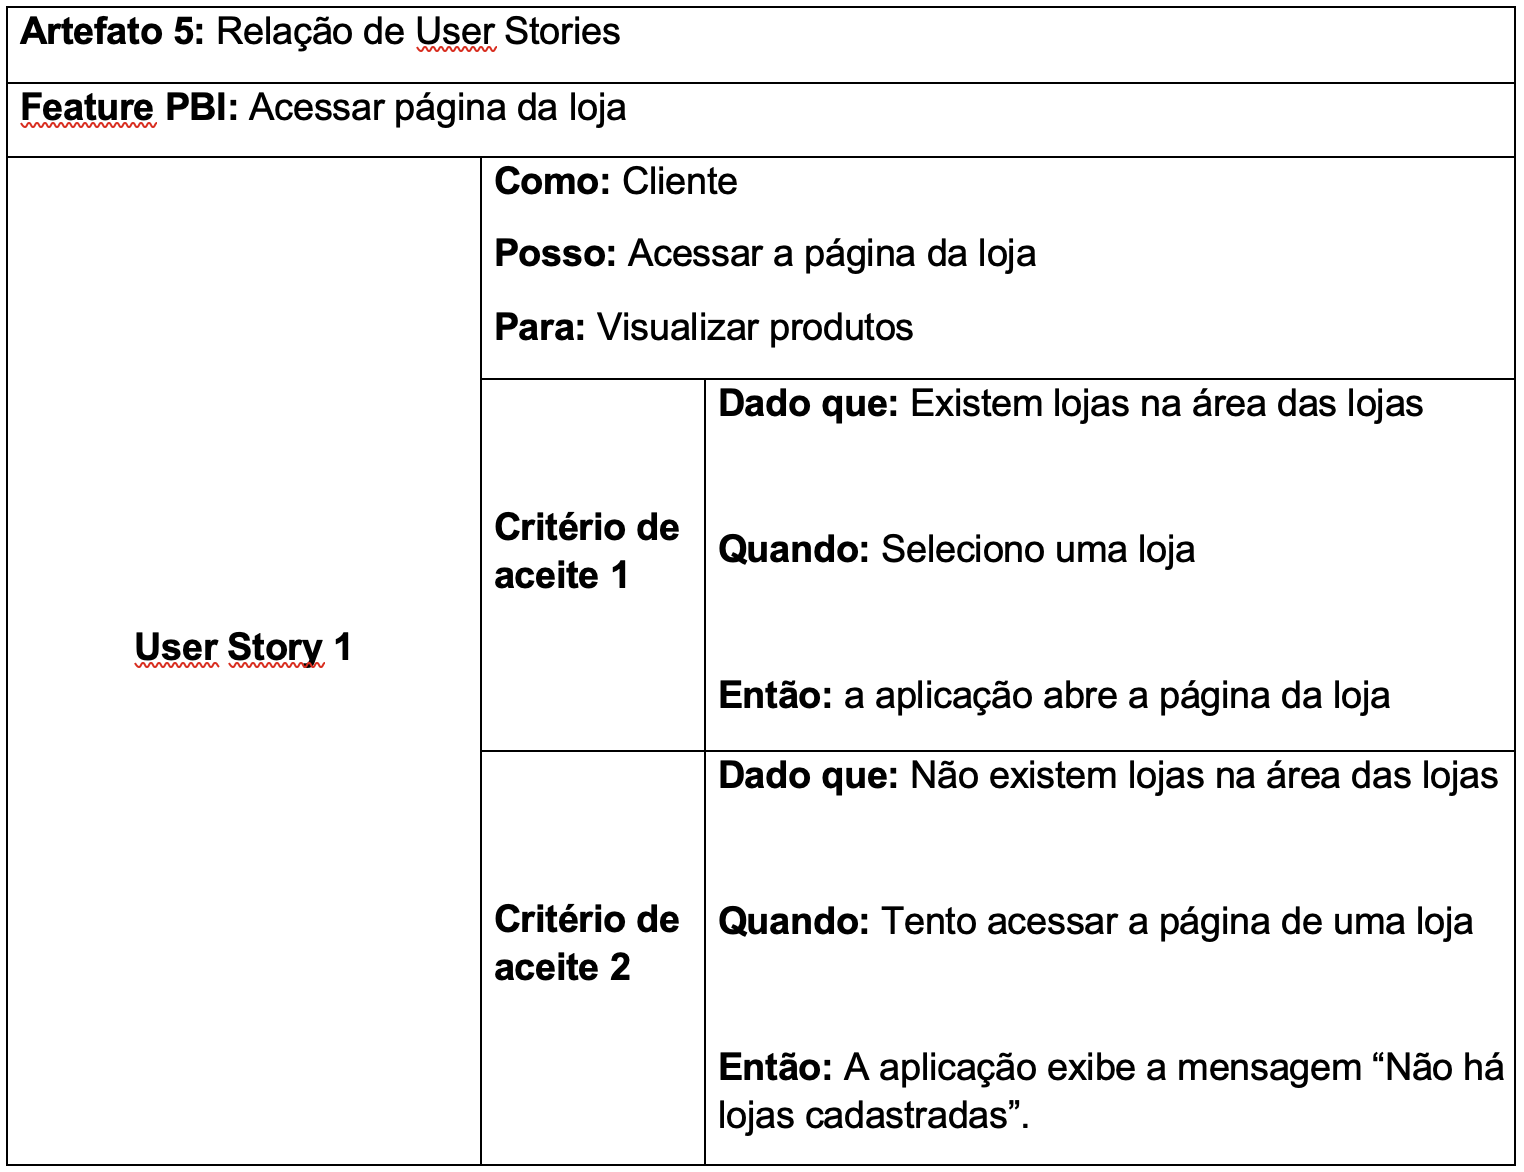 Artefato 5: Relação de User Stories
Feature PBI: Acessar página da loja
User Story 1
Como: Cliente
Posso: Acessar a página da loja
Para: Visualizar produtos
Critério de
aceite 1
Dado que: Existem lojas na área das lojas
Quando: Seleciono uma loja
Então: a aplicação abre a página da loja
Critério de
aceite 2
Dado que: Não existem lojas na área das lojas
Quando: Tento acessar a página de uma loja
Então: A aplicação exibe a mensagem “Não há
lojas cadastradas”.